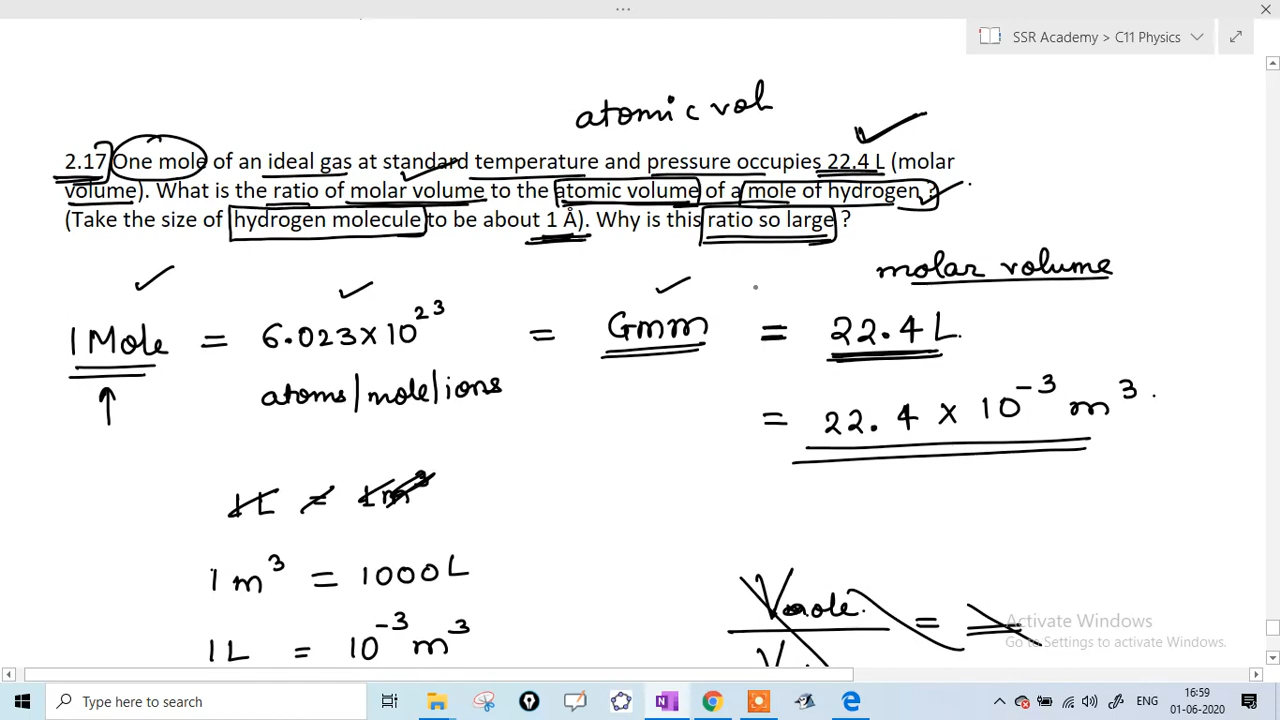 SSR Academy > C11 Physics
atomic vol
2.17 One mole of an ideal gas at standard temperature and pressure occupies 22.4 L (molar
volume). What is the ratio of molar volume to the atomic volume of a mole of hydrogen ?
(Take the size of hydrogen molecule to be about 1 Å). Why is this ratio so large ?
molar volume
1 Mole = 6.023 × 10^23 = Gmm = 22.4 L.
atoms/mole/ions
= 22.4 × 10^-3 m^3.
1L = 1m^3
1 m^3 = 1000 L
1L = 10^-3 m^3
Vmole. =
V
Activate Windows
Go to Settings to activate Windows.
Type here to search
16:59
01-06-2020